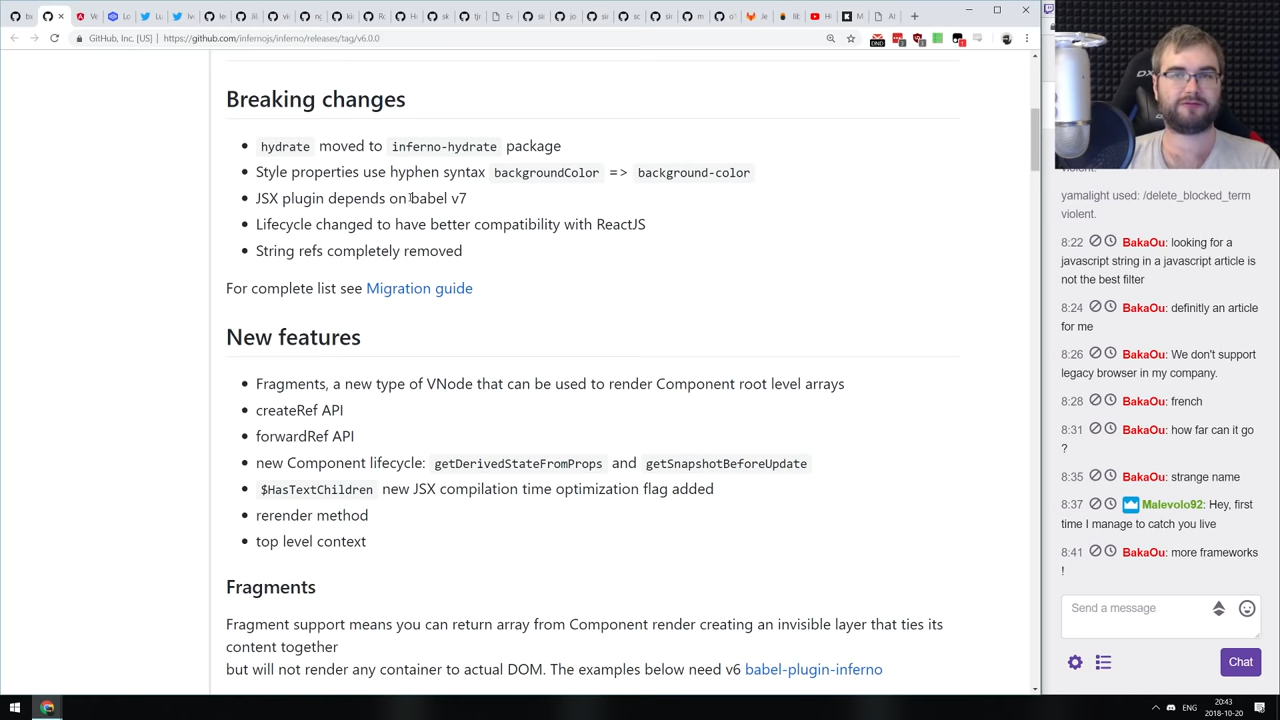 GitHub, Inc. [US]
https://github.com/infernojs/inferno/releases/tag/v6.0.0
Breaking changes
hydrate moved to inferno-hydrate package
Style properties use hyphen syntax backgroundColor => background-color
JSX plugin depends on babel v7
Lifecycle changed to have better compatibility with ReactJS
String refs completely removed
For complete list see Migration guide
New features
Fragments, a new type of VNode that can be used to render Component root level arrays
createRef API
forwardRef API
new Component lifecycle: getDerivedStateFromProps and getSnapshotBeforeUpdate
$HasTextChildren new JSX compilation time optimization flag added
rerender method
top level context
Fragments
Fragment support means you can return array from Component render creating an invisible layer that ties its
content together
but will not render any container to actual DOM. The examples below need v6 babel-plugin-inferno
violent.
yamalight used: /delete_blocked_term
violent.
8:22 BakaOu: looking for a
javascript string in a javascript article is
not the best filter
8:24 BakaOu: definitly an article
for me
8:26 BakaOu: We don't support
legacy browser in my company.
8:28 BakaOu: french
8:31 BakaOu: how far can it go
?
8:35 BakaOu: strange name
8:37 Malevolo92: Hey, first
time I manage to catch you live
8:41 BakaOu: more frameworks
!
Send a message
Chat
ENG
20:43
2018-10-20